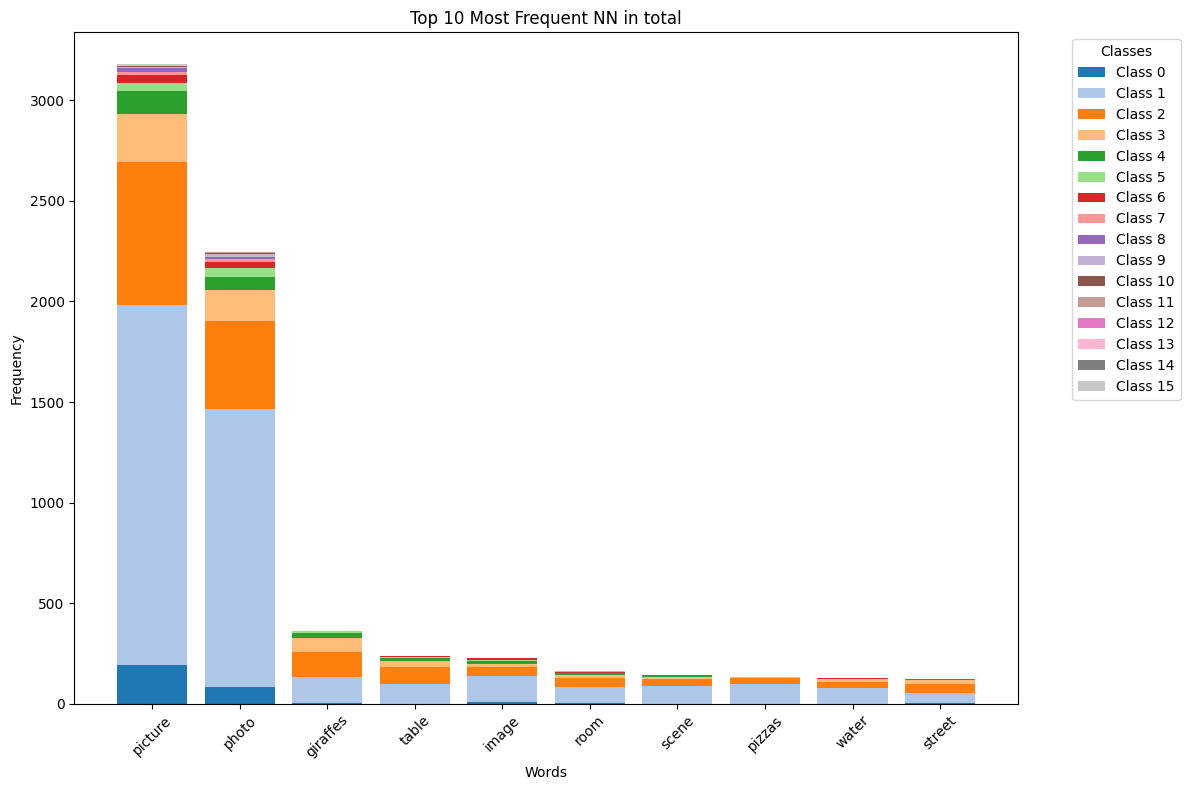 Top 10 Most Frequent NN in total
Frequency
3000
2500
2000
1500
1000
500
0
picture
photo
giraffes
table
image
room
scene
pizzas
water
street
Words
Classes
Class 0
Class 1
Class 2
Class 3
Class 4
Class 5
Class 6
Class 7
Class 8
Class 9
Class 10
Class 11
Class 12
Class 13
Class 14
Class 15